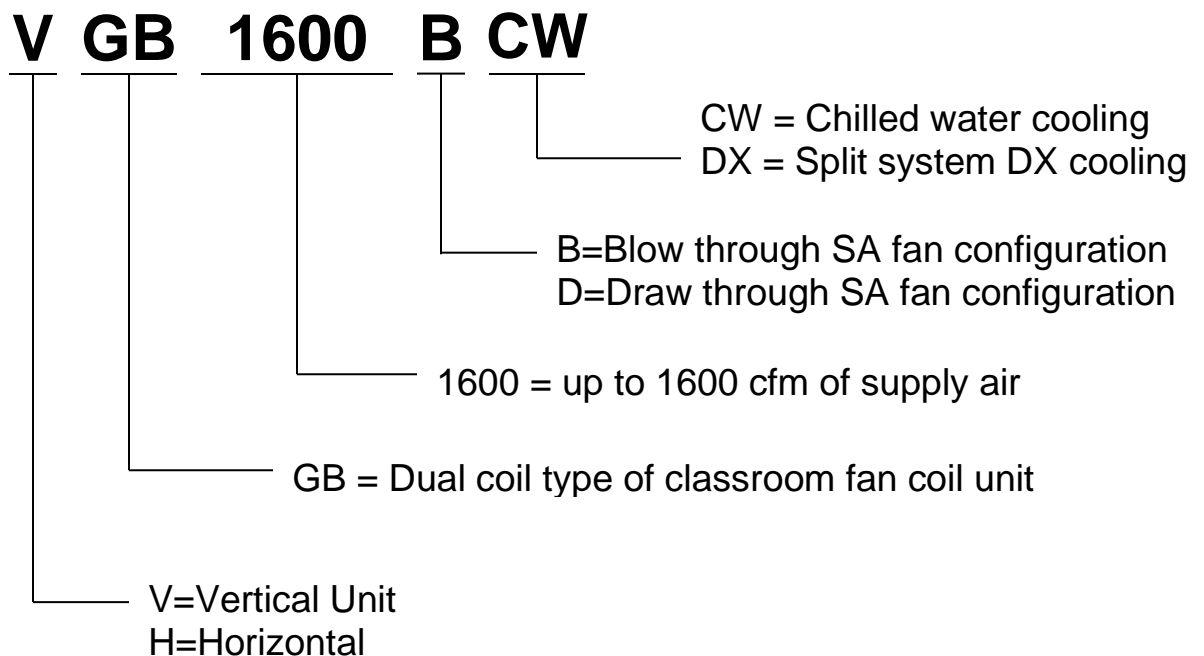 V GB 1600 B CW
CW = Chilled water cooling
DX = Split system DX cooling
B=Blow through SA fan configuration
D=Draw through SA fan configuration
1600 = up to 1600 cfm of supply air
GB = Dual coil type of classroom fan coil unit
V=Vertical Unit
H=Horizontal